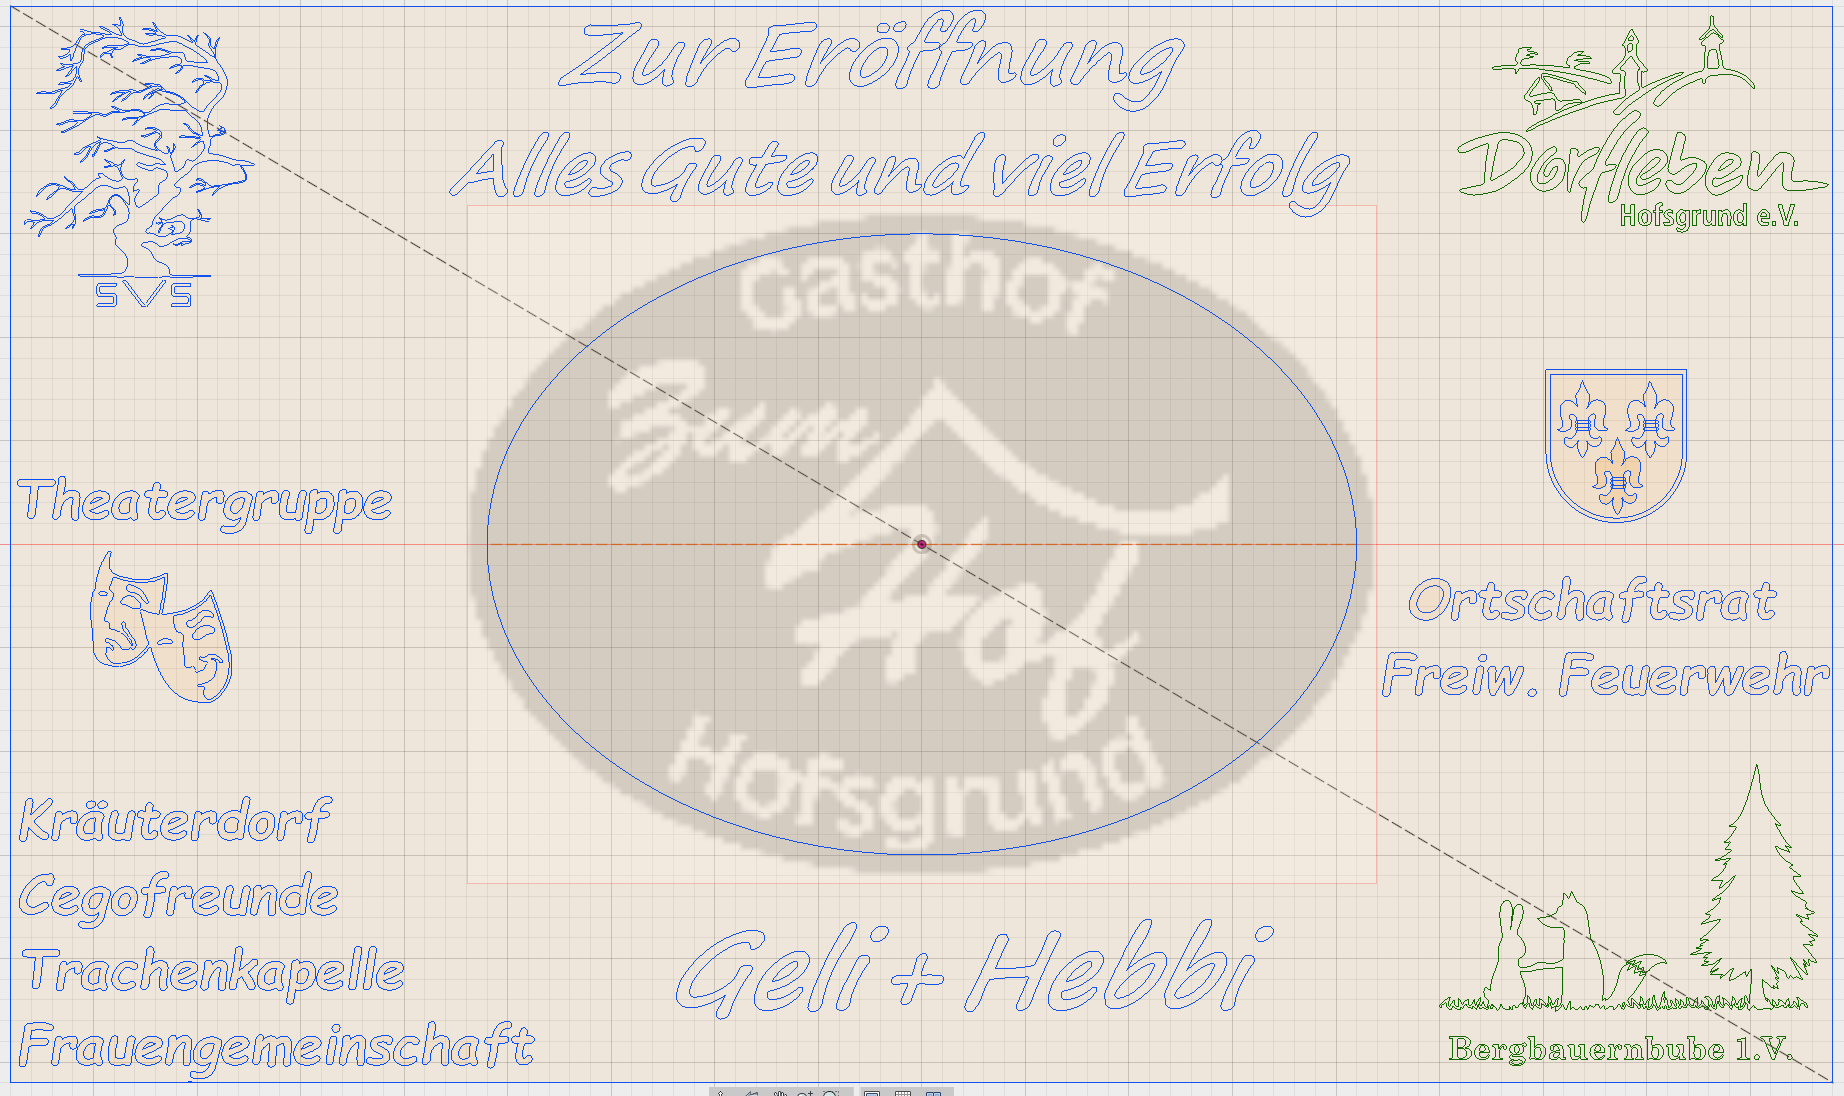 Zur Eröffnung
Alles Gute und viel Erfolg
SVS
Dorfleben
Hofsgrund e.V.
Gasthof
Zum
Hof
Hofsgrund
Theatergruppe
Ortschaftsrat
Freiw. Feuerwehr
Kräuterdorf
Cegofreunde
Trachenkapelle
Frauengemeinschaft
Geli + Hebbi
Bergbauernbube 1.V.